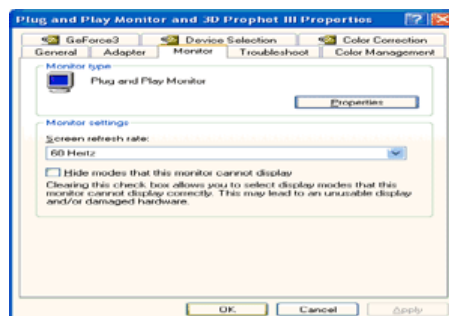 Plug and Play Monitor and 3D Prophet III Properties
GeForce3 Device Selection Color Correction
General Adapter Monitor Troubleshoot Color Management
Monitor type
Plug and Play Monitor
Properties
Monitor settings
Screen refresh rate:
60 Hertz
Hide modes that this monitor cannot display
Clearing this check box allows you to select display modes that this
monitor cannot display correctly. This may lead to an unusable display
and/or damaged hardware.
OK Cancel Apply